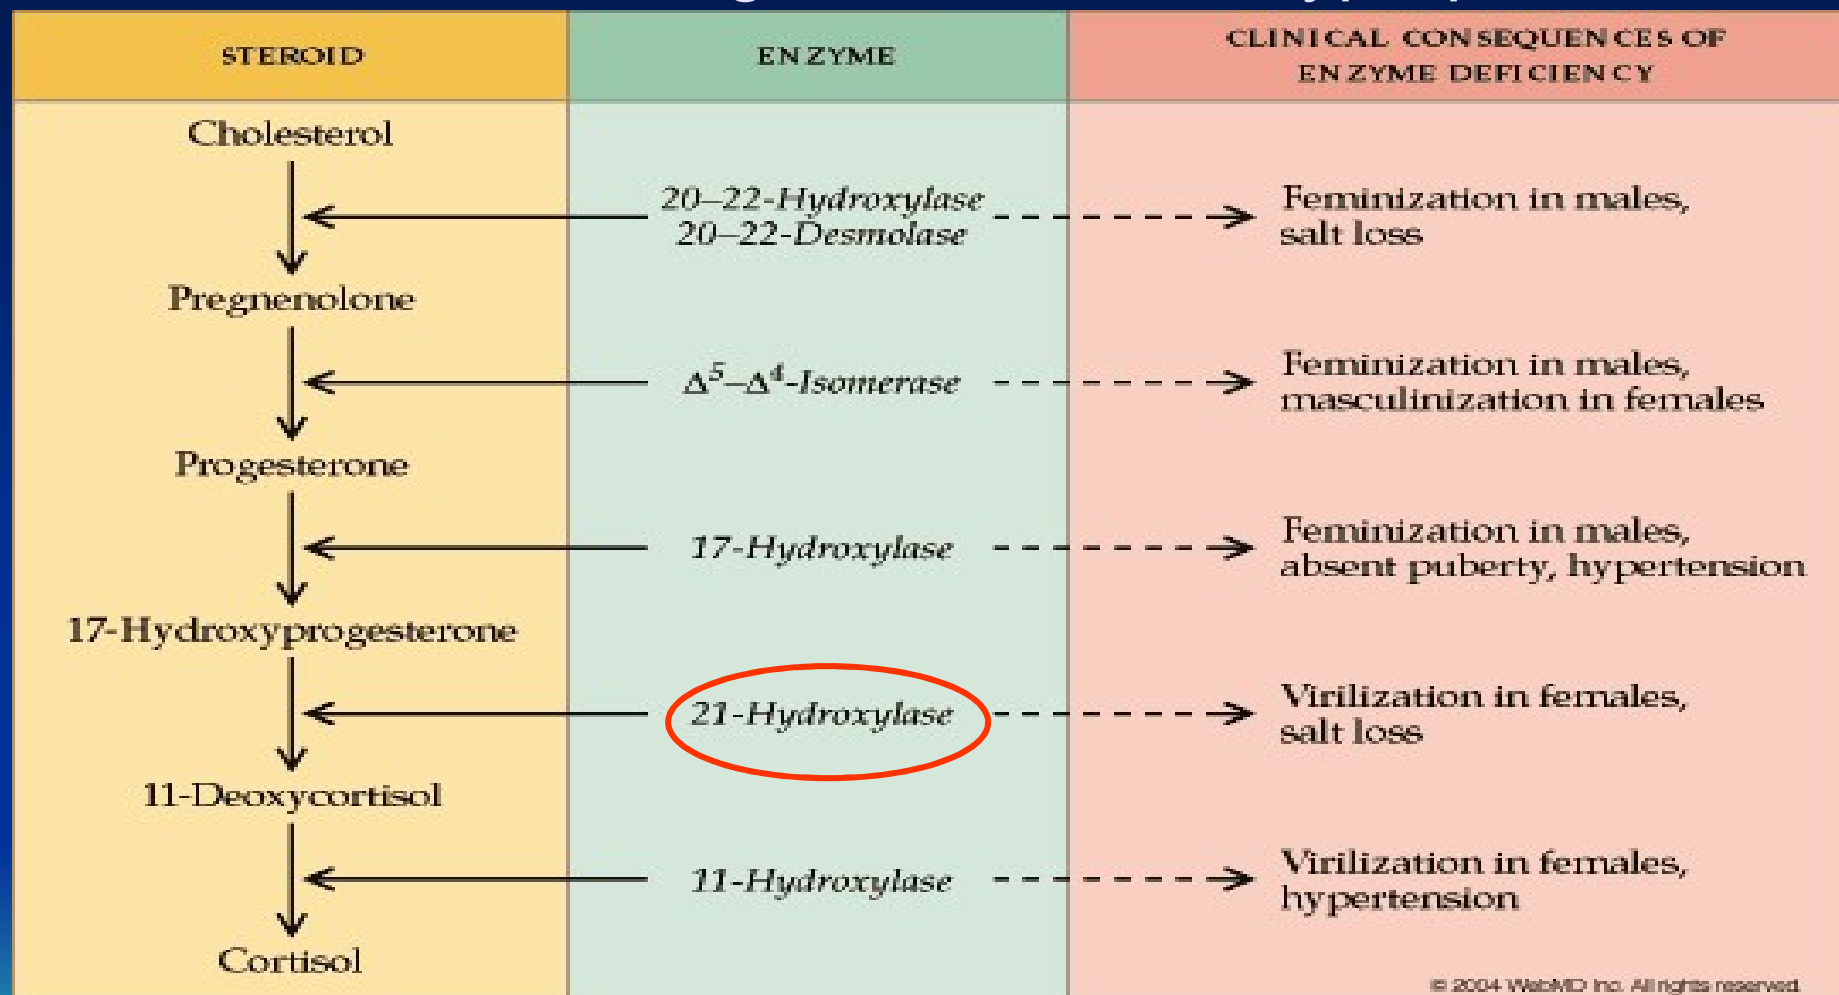 STEROID
ENZYME
CLINICAL CONSEQUENCES OF
ENZYME DEFICIENCY
Cholesterol
20–22-Hydroxylase
20–22-Desmolase
Feminization in males,
salt loss
Pregnenolone
Δ⁵–Δ⁴-Isomerase
Feminization in males,
masculinization in females
Progesterone
17-Hydroxylase
Feminization in males,
absent puberty, hypertension
17-Hydroxyprogesterone
21-Hydroxylase
Virilization in females,
salt loss
11-Deoxycortisol
11-Hydroxylase
Virilization in females,
hypertension
Cortisol
© 2004 WebMD Inc. All rights reserved.